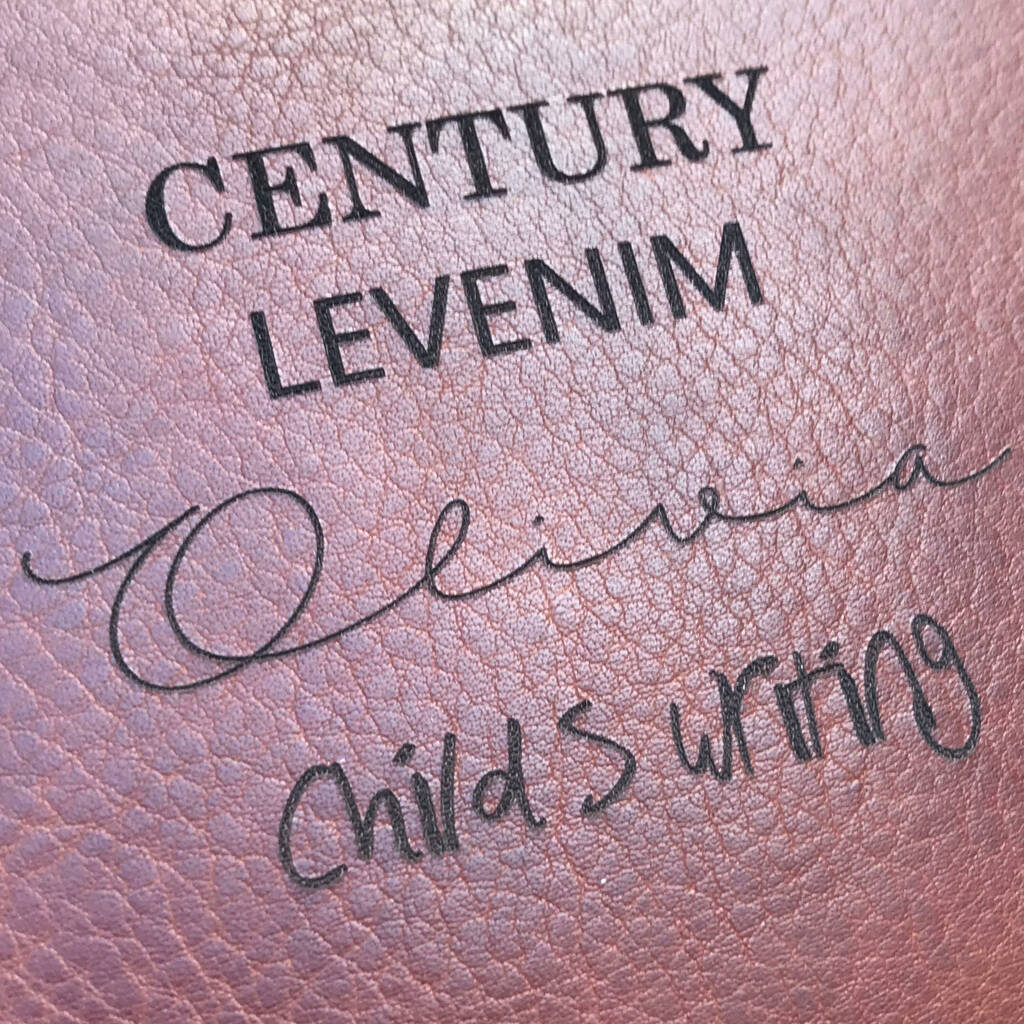 CENTURY
LEVENIM
Olivia
Child S writing